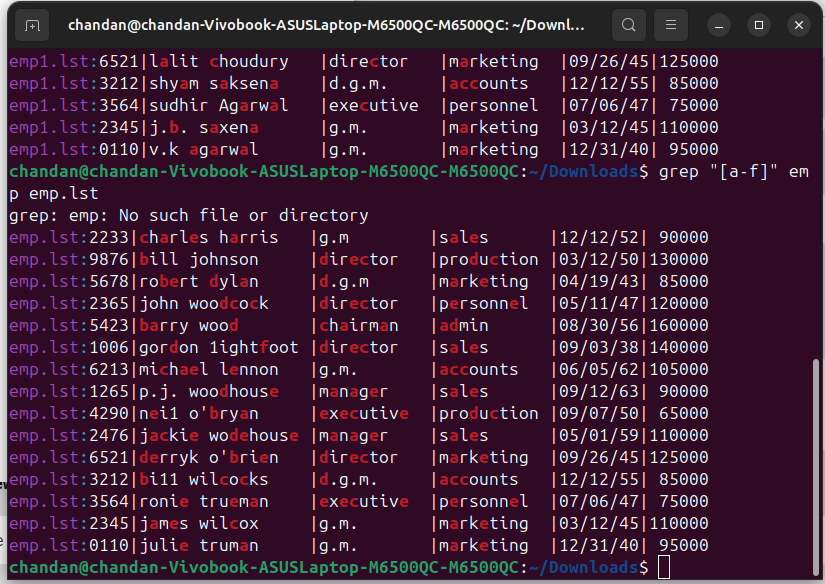 chandan@chandan-Vivobook-ASUSLaptop-M6500QC-M6500QC: ~/Downl...
emp1.lst:6521|lalit choudury   |director   |marketing  |09/26/45|125000
emp1.lst:3212|shyam saksena    |d.g.m.     |accounts   |12/12/55| 85000
emp1.lst:3564|sudhir Agarwal   |executive  |personnel  |07/06/47| 75000
emp1.lst:2345|j.b. saxena      |g.m.       |marketing  |03/12/45|110000
emp1.lst:0110|v.k agarwal      |g.m.       |marketing  |12/31/40| 95000
chandan@chandan-Vivobook-ASUSLaptop-M6500QC-M6500QC:~/Downloads$ grep "[a-f]" em
p emp.lst
grep: emp: No such file or directory
emp.lst:2233|charles harris   |g.m        |sales      |12/12/52| 90000
emp.lst:9876|bill johnson     |director   |production |03/12/50|130000
emp.lst:5678|robert dylan     |d.g.m      |marketing  |04/19/43| 85000
emp.lst:2365|john woodcock    |director   |personnel  |05/11/47|120000
emp.lst:5423|barry wood       |chairman   |admin      |08/30/56|160000
emp.lst:1006|gordon 1ightfoot |director   |sales      |09/03/38|140000
emp.lst:6213|michael lennon   |g.m.       |accounts   |06/05/62|105000
emp.lst:1265|p.j. woodhouse   |manager    |sales      |09/12/63| 90000
emp.lst:4290|nei1 o'bryan     |executive  |production |09/07/50| 65000
emp.lst:2476|jackie wodehouse |manager    |sales      |05/01/59|110000
emp.lst:6521|derryk o'brien   |director   |marketing  |09/26/45|125000
emp.lst:3212|bi11 wilcocks    |d.g.m.     |accounts   |12/12/55| 85000
emp.lst:3564|ronie trueman    |executive  |personnel  |07/06/47| 75000
emp.lst:2345|james wilcox     |g.m.       |marketing  |03/12/45|110000
emp.lst:0110|julie truman     |g.m.       |marketing  |12/31/40| 95000
chandan@chandan-Vivobook-ASUSLaptop-M6500QC-M6500QC:~/Downloads$